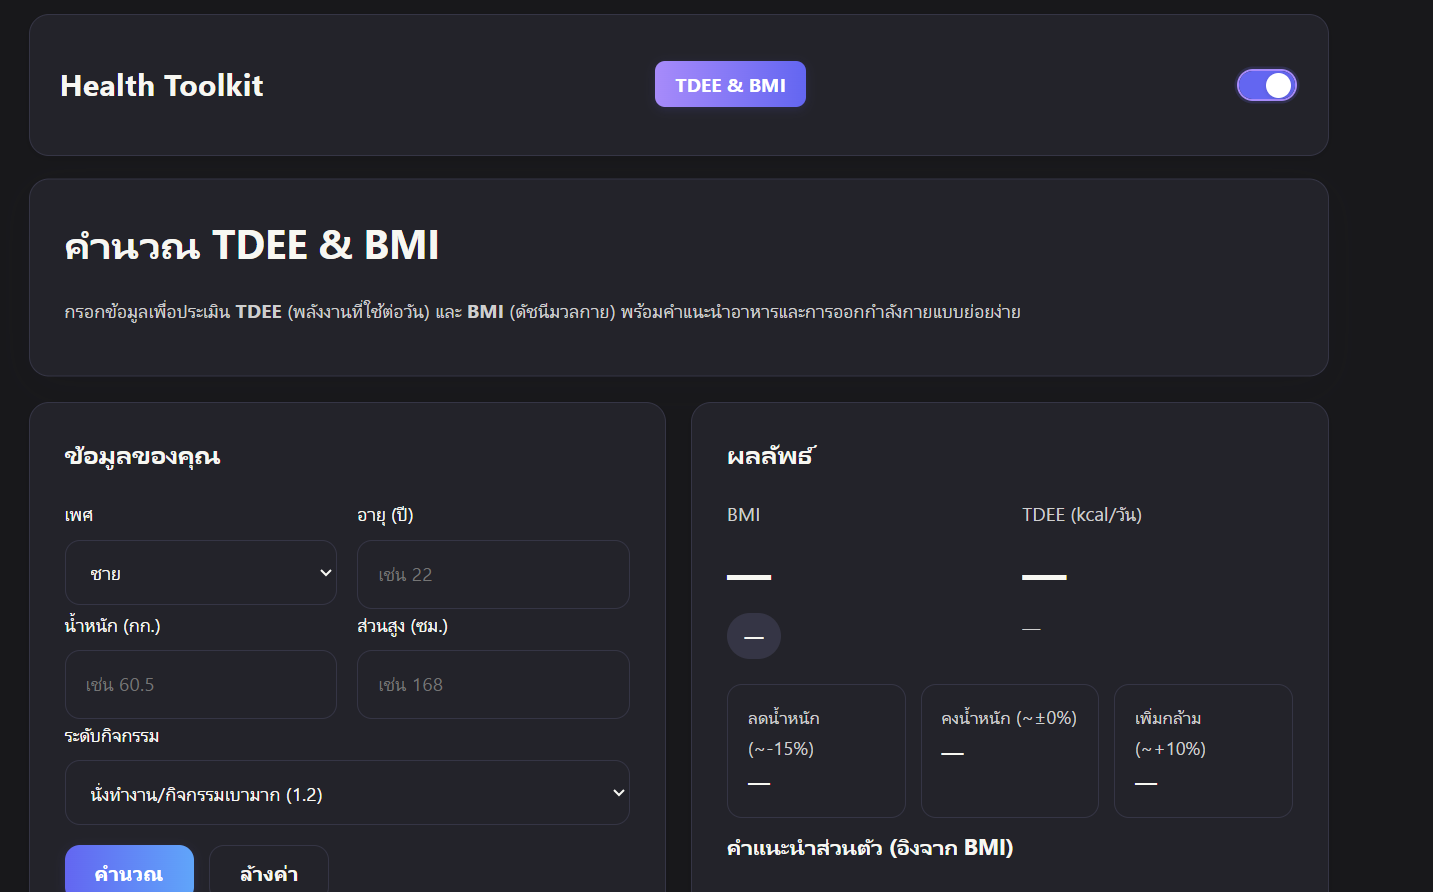 Health Toolkit
TDEE & BMI
คำนวณ TDEE & BMI
กรอกข้อมูลเพื่อประเมิน TDEE (พลังงานที่ใช้ต่อวัน) และ BMI (ดัชนีมวลกาย) พร้อมคำแนะนำอาหารและการออกกำลังกายแบบย่อยง่าย
ข้อมูลของคุณ
เพศ
อายุ (ปี)
ชาย
เช่น 22
น้ำหนัก (กก.)
ส่วนสูง (ซม.)
เช่น 60.5
เช่น 168
ระดับกิจกรรม
นั่งทำงาน/กิจกรรมเบามาก (1.2)
คำนวณ
ล้างค่า
ผลลัพธ์
BMI
TDEE (kcal/วัน)
—
—
—
—
ลดน้ำหนัก
(~-15%)
—
คงน้ำหนัก (~±0%)
—
เพิ่มกล้าม
(~+10%)
—
คำแนะนำส่วนตัว (อิงจาก BMI)